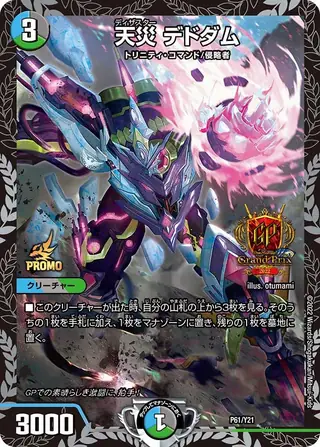 3
ディザスター
天災 デドダム
トリニティ・コマンド/侵略者
GP
Grand Prix
2022
illus. otumami
PROMO
クリーチャー
■このクリーチャーが出た時、自分の山札の上から3枚を見る。そのう
ちの1枚を手札に加え、1枚をマナゾーンに置き、残りの1枚を墓地に
置く。
GPでの素晴らしき激闘に、拍手!
P61/Y21
3000
1